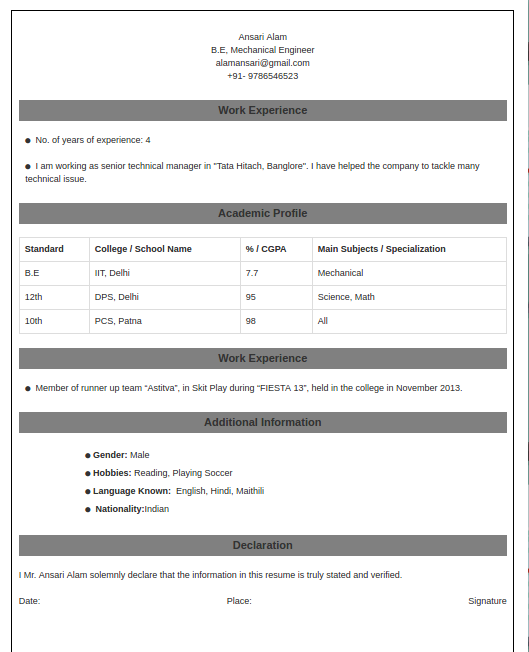 Ansari Alam
B.E, Mechanical Engineer
alamansari@gmail.com
+91- 9786546523
Work Experience
● No. of years of experience: 4
● I am working as senior technical manager in "Tata Hitach, Banglore". I have helped the company to tackle many
technical issue.
Academic Profile
Standard College / School Name % / CGPA Main Subjects / Specialization
B.E IIT, Delhi 7.7 Mechanical
12th DPS, Delhi 95 Science, Math
10th PCS, Patna 98 All
Work Experience
● Member of runner up team “Astitva”, in Skit Play during “FIESTA 13”, held in the college in November 2013.
Additional Information
● Gender: Male
● Hobbies: Reading, Playing Soccer
● Language Known: English, Hindi, Maithili
● Nationality:Indian
Declaration
I Mr. Ansari Alam solemnly declare that the information in this resume is truly stated and verified.
Date: Place: Signature